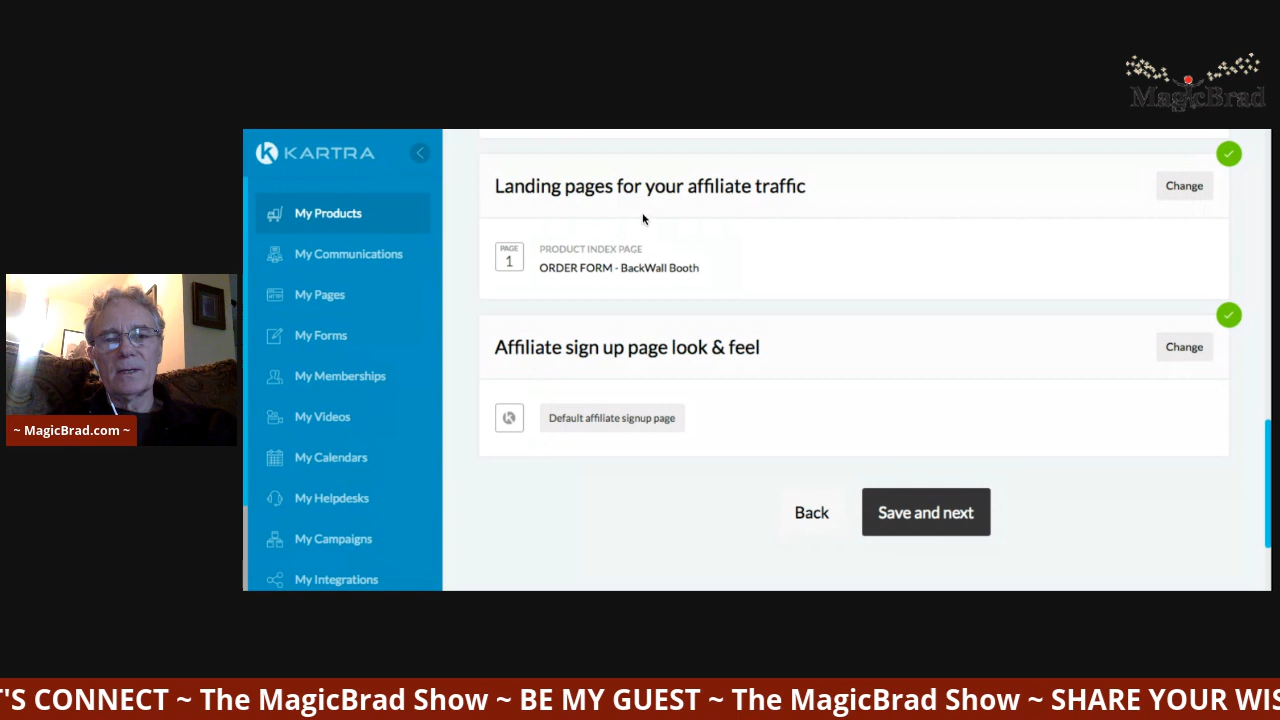 MagicBrad
KARTRA
My Products
My Communications
My Pages
My Forms
My Memberships
My Videos
My Calendars
My Helpdesks
My Campaigns
My Integrations
Landing pages for your affiliate traffic
Change
PAGE
1
PRODUCT INDEX PAGE
ORDER FORM - BackWall Booth
Affiliate sign up page look & feel
Change
Default affiliate signup page
Back
Save and next
~ MagicBrad.com ~
T'S CONNECT ~ The MagicBrad Show ~ BE MY GUEST ~ The MagicBrad Show ~ SHARE YOUR WIS